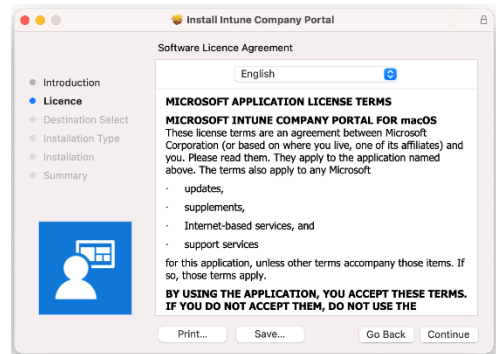 Install Intune Company Portal
Software Licence Agreement
Introduction
Licence
Destination Select
Installation Type
Installation
Summary
English
MICROSOFT APPLICATION LICENSE TERMS
MICROSOFT INTUNE COMPANY PORTAL FOR macOS
These license terms are an agreement between Microsoft
Corporation (or based on where you live, one of its affiliates) and
you. Please read them. They apply to the application named
above. The terms also apply to any Microsoft
· updates,
· supplements,
· Internet-based services, and
· support services
for this application, unless other terms accompany those items. If
so, those terms apply.
BY USING THE APPLICATION, YOU ACCEPT THESE TERMS.
IF YOU DO NOT ACCEPT THEM, DO NOT USE THE
Print... Save... Go Back Continue